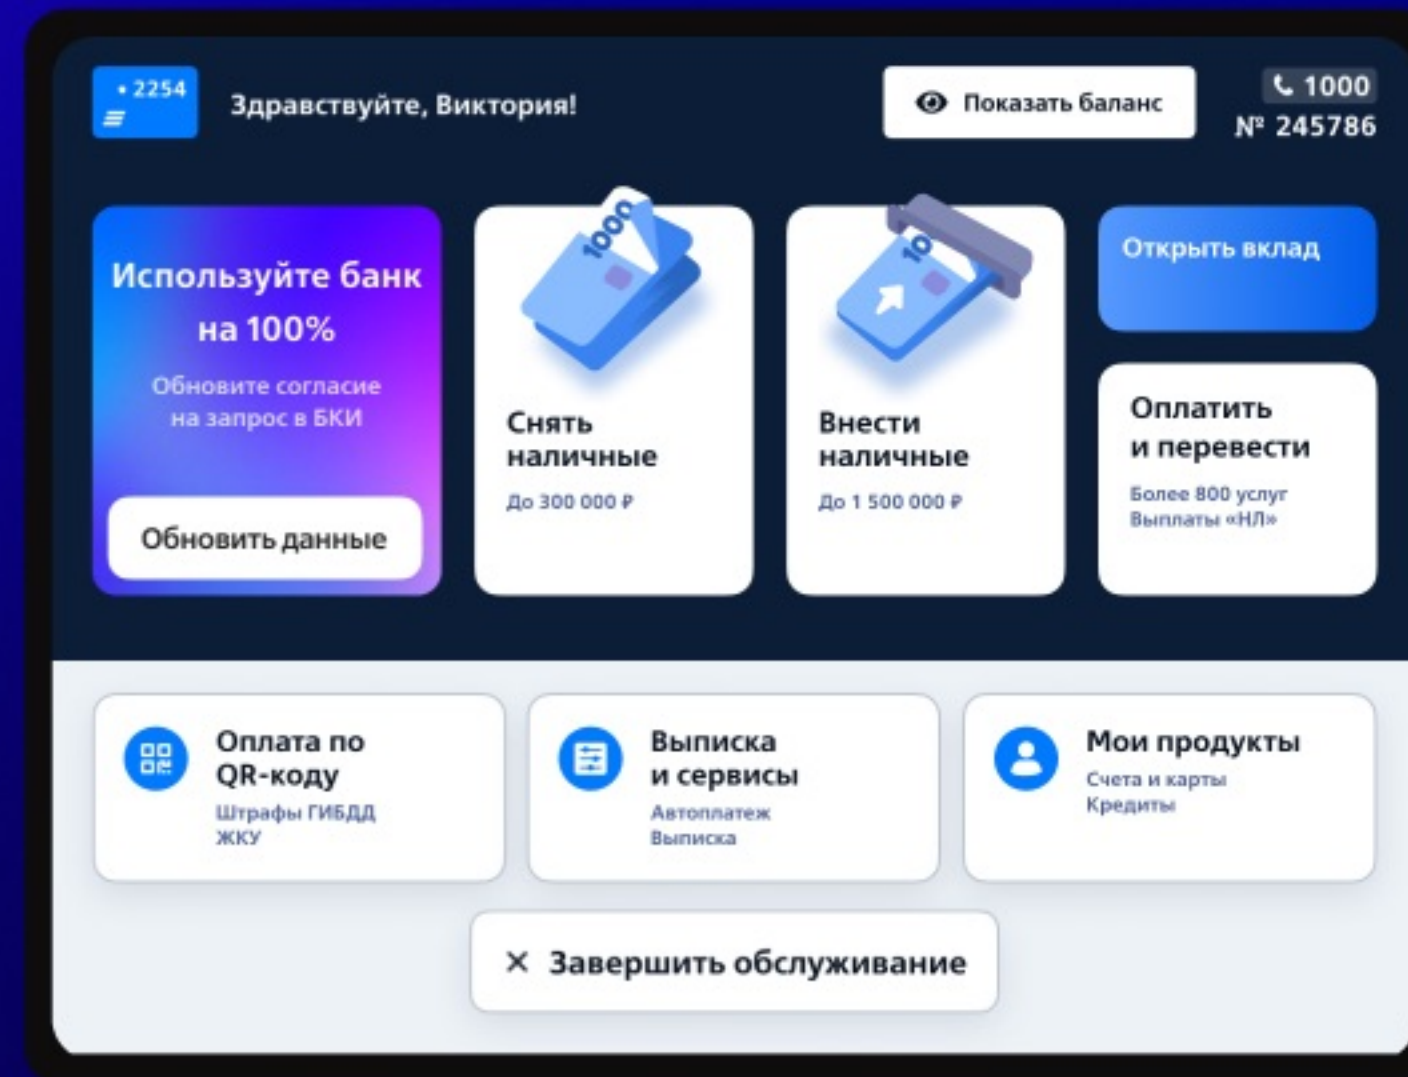 • 2254
Здравствуйте, Виктория!
Показать баланс
1000
№ 245786
Используйте банк
на 100%
Обновите согласие
на запрос в БКИ
Обновить данные
1000
Снять
наличные
До 300 000 ₽
10
Внести
наличные
До 1 500 000 ₽
Открыть вклад
Оплатить
и перевести
Более 800 услуг
Выплаты «НЛ»
Оплата по
QR-коду
Штрафы ГИБДД
ЖКУ
Выписка
и сервисы
Автоплатеж
Выписка
Мои продукты
Счета и карты
Кредиты
× Завершить обслуживание